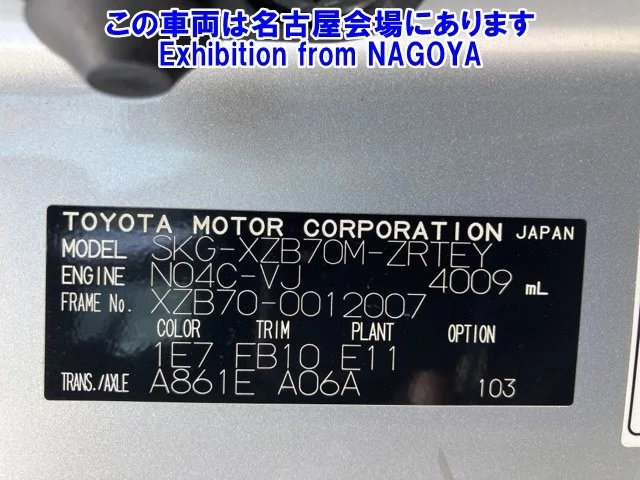 この車両は名古屋会場にあります
Exhibition from NAGOYA
TOYOTA MOTOR CORPORATION JAPAN
MODEL SKG-XZB70M-ZRTEY
ENGINE N04C-VJ 4009 mL
FRAME No. XZB70-0012007
COLOR TRIM PLANT OPTION
1E7 FB10 E11
TRANS./AXLE A861E A06A 103